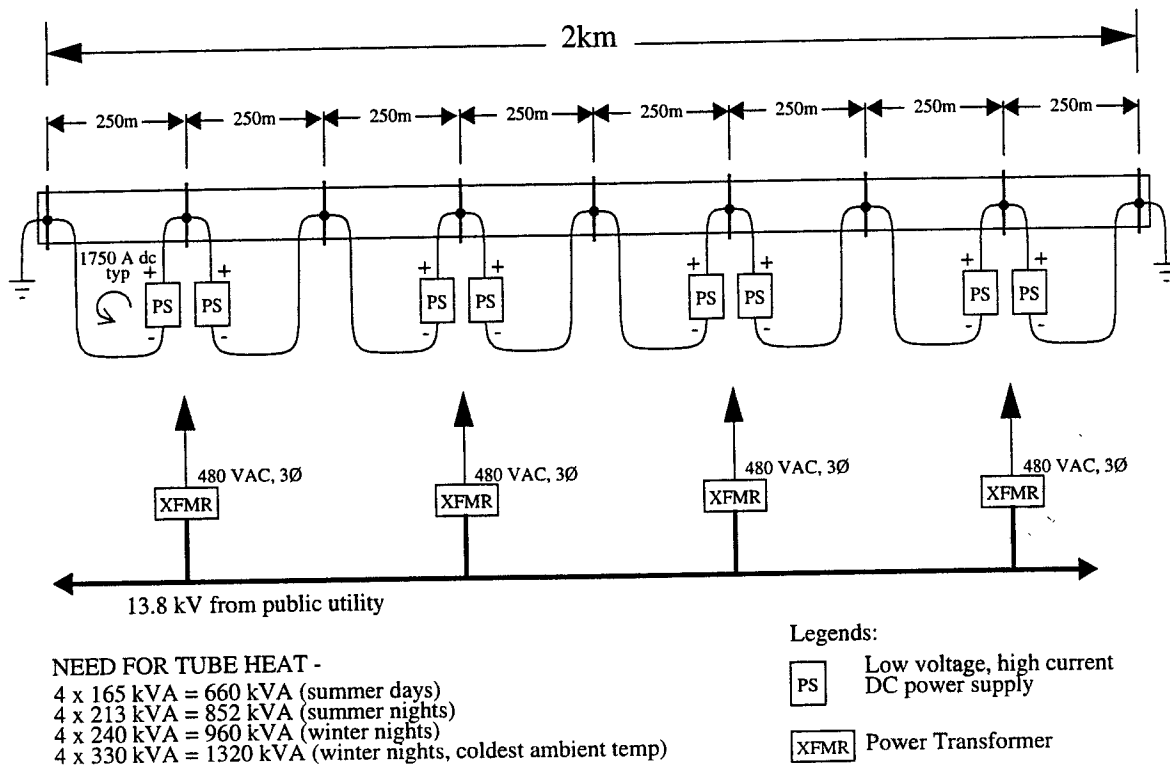 2km
250m 250m 250m 250m 250m 250m 250m 250m
1750 A dc
typ
+ + + + + + + +
PS PS PS PS PS PS PS PS
- - - - - - - -
480 VAC, 3Ø 480 VAC, 3Ø 480 VAC, 3Ø 480 VAC, 3Ø
XFMR XFMR XFMR XFMR
13.8 kV from public utility
NEED FOR TUBE HEAT -
4 x 165 kVA = 660 kVA (summer days)
4 x 213 kVA = 852 kVA (summer nights)
4 x 240 kVA = 960 kVA (winter nights)
4 x 330 kVA = 1320 kVA (winter nights, coldest ambient temp)
Legends:
PS Low voltage, high current
DC power supply
XFMR Power Transformer